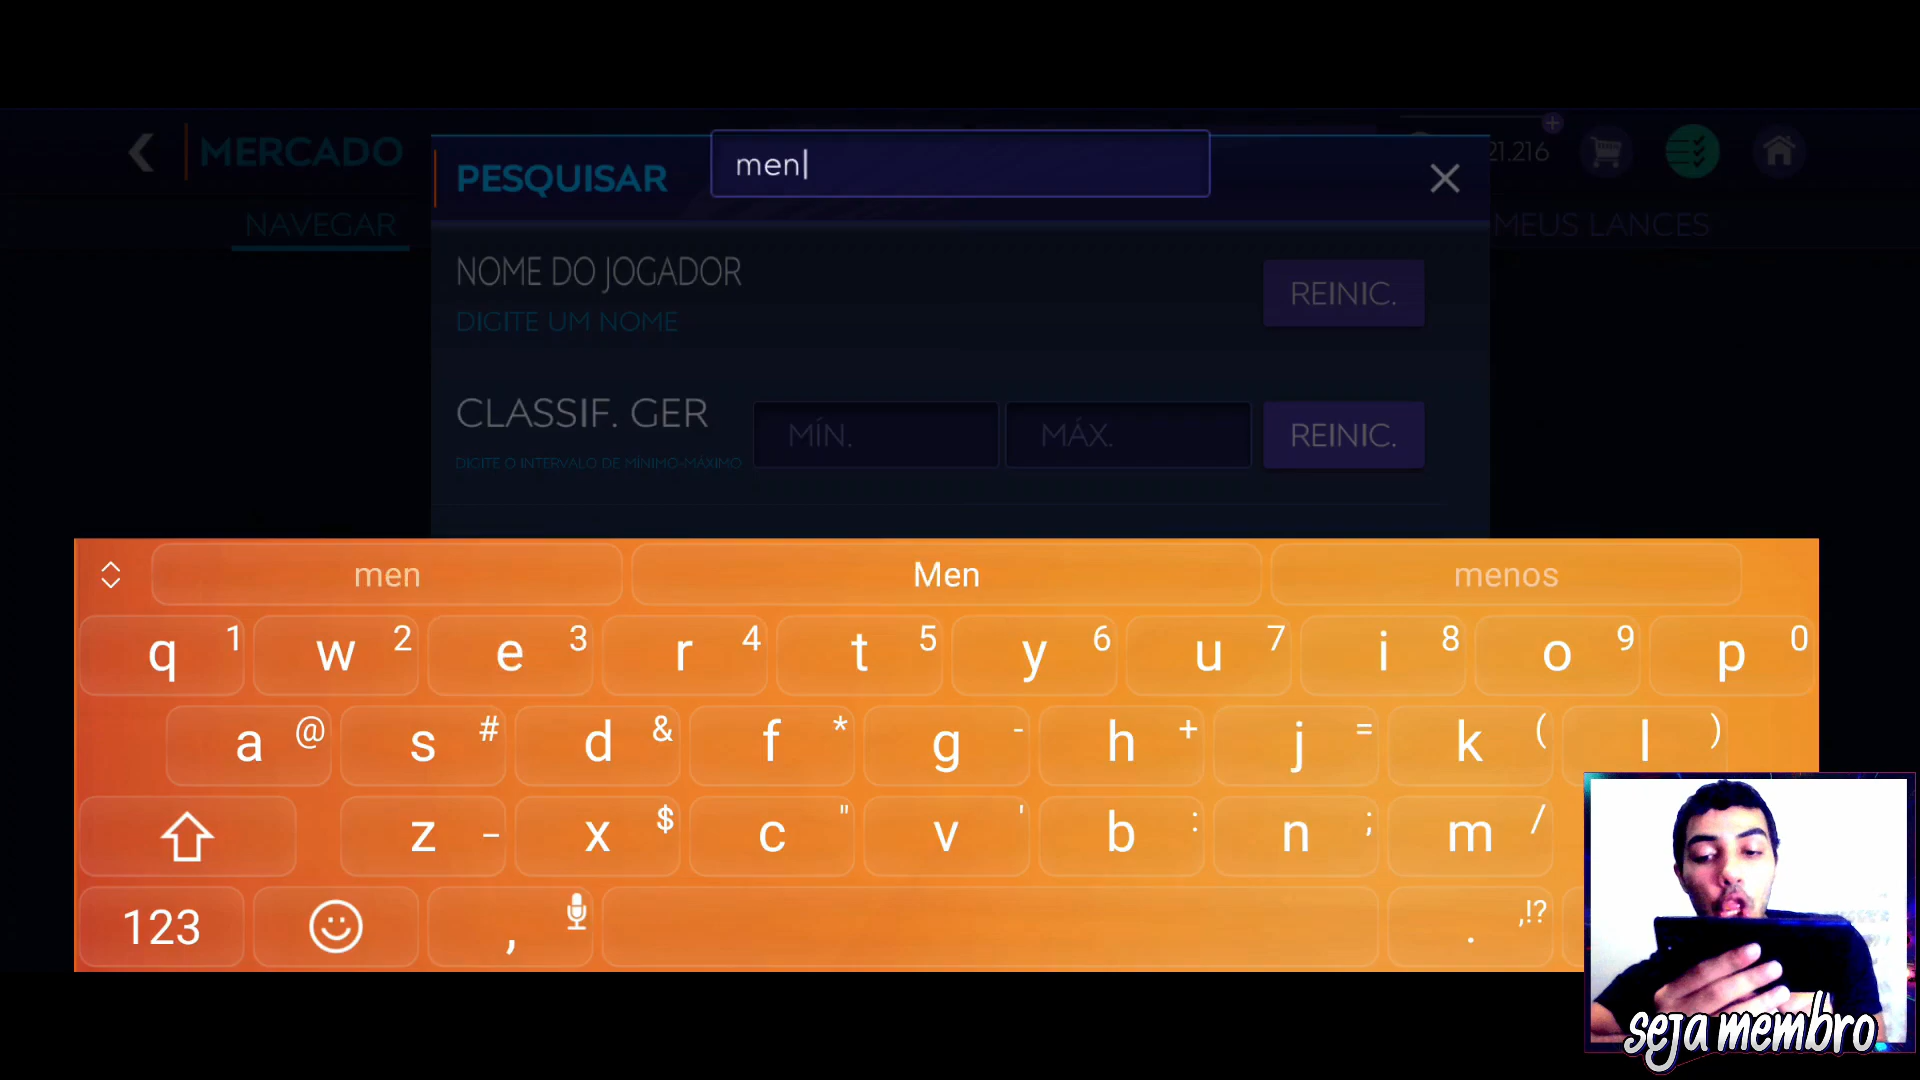 MERCADO
PESQUISAR
men
21.216
NAVEGAR
MEUS LANCES
NOME DO JOGADOR
DIGITE UM NOME
REINIC.
CLASSIF. GER
DIGITE O INTERVALO DE MÍNIMO-MÁXIMO
MÍN.
MÁX.
REINIC.
men
Men
menos
q 1 w 2 e 3 r 4 t 5 y 6 u 7 i 8 o 9 p 0
a @ s # d & f * g - h + j = k ( l )
z _ x $ c " v ' b : n ; m /
123 , . ,!?
seja membro